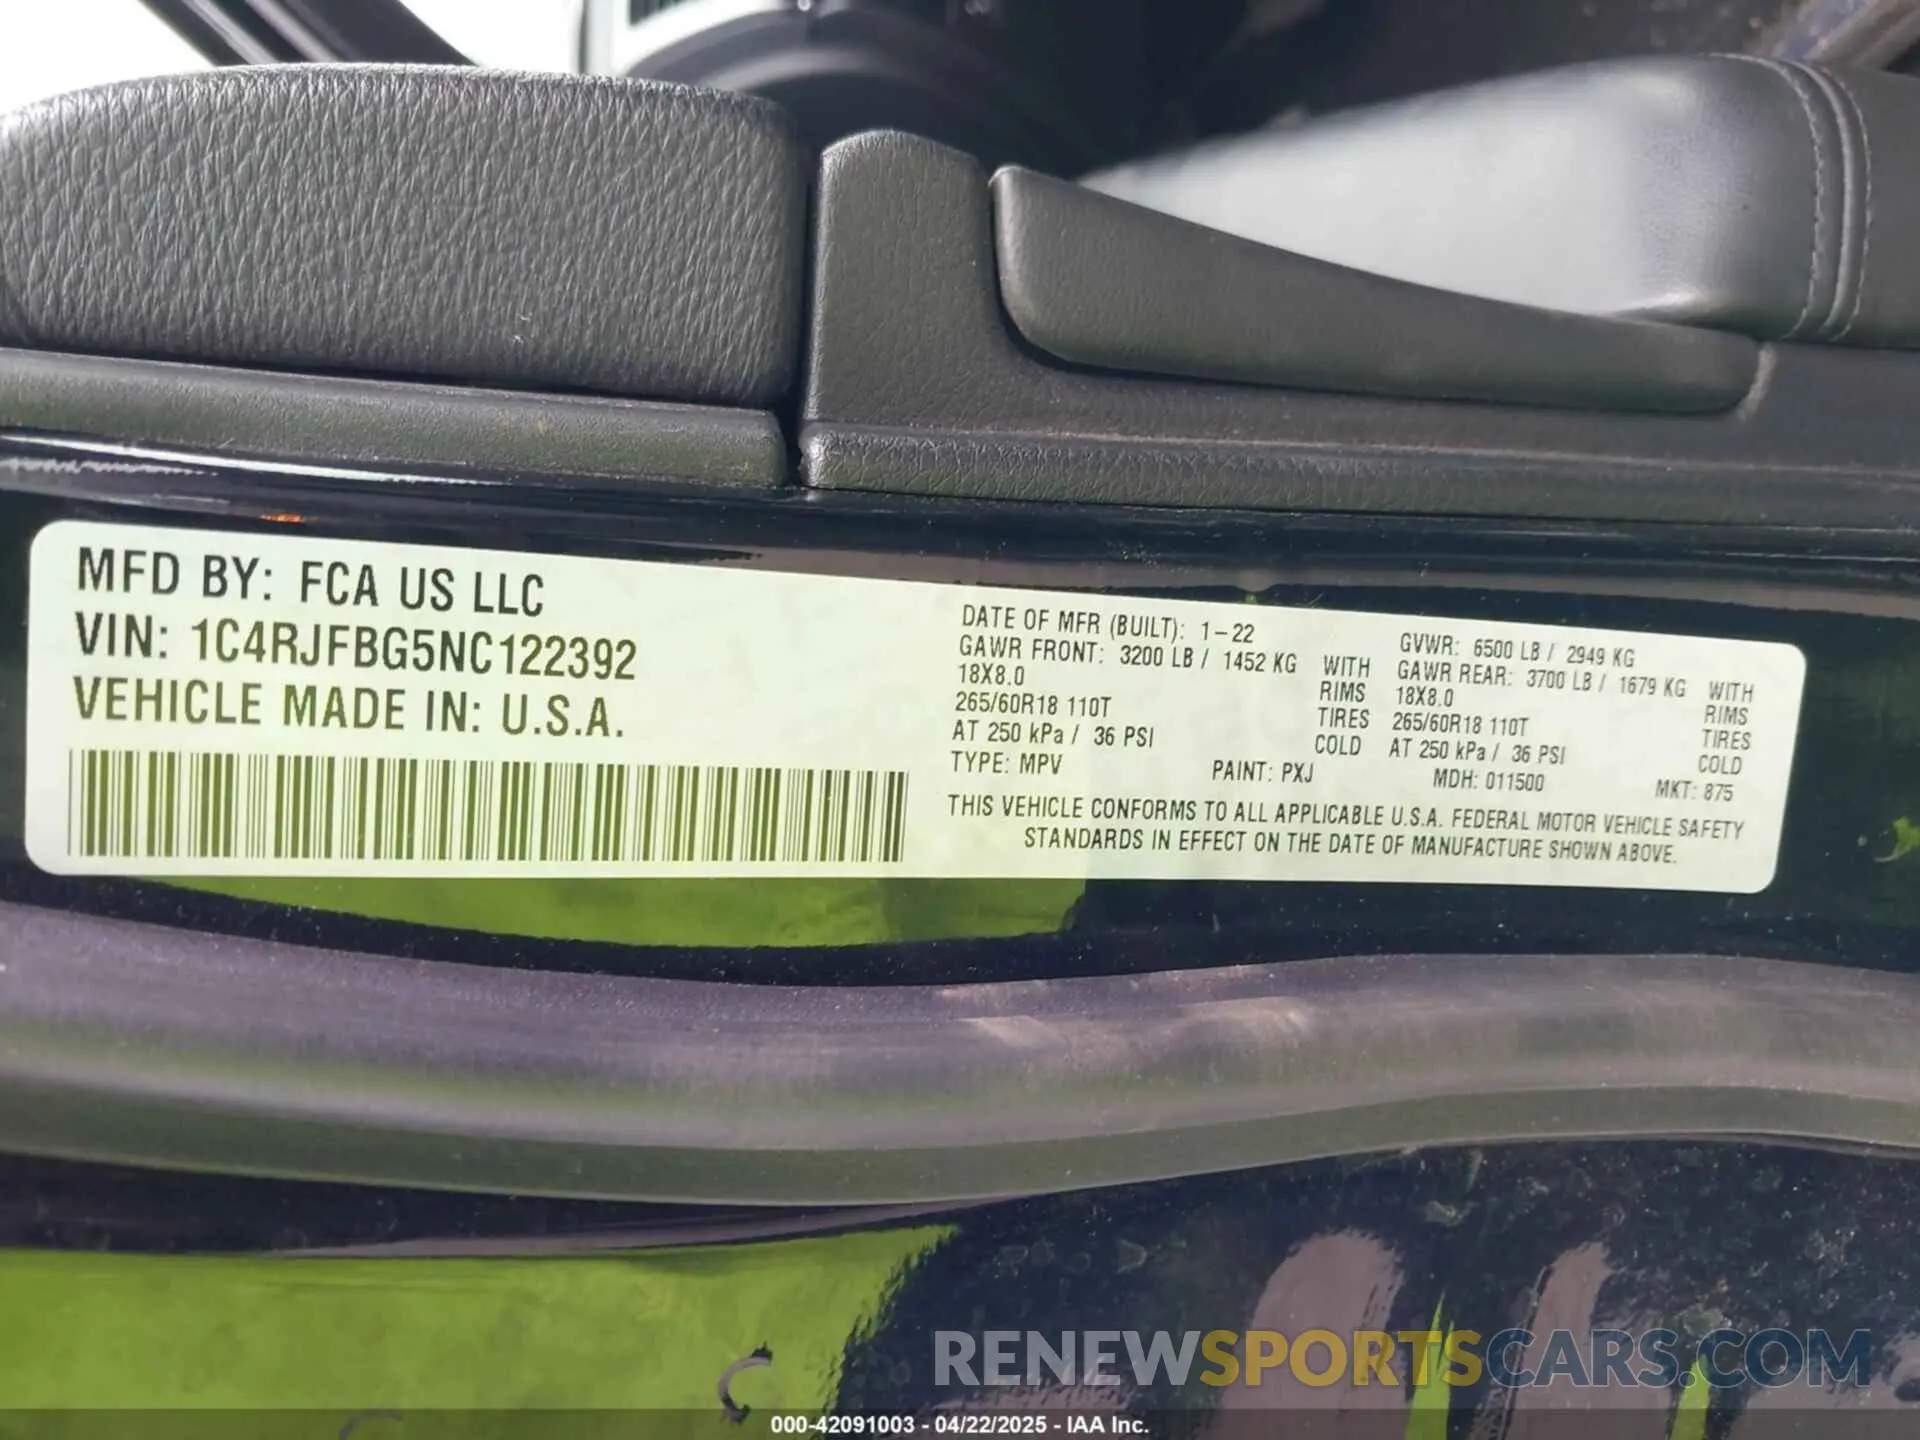 MFD BY: FCA US LLC
VIN: 1C4RJFBG5NC122392
VEHICLE MADE IN: U.S.A.
DATE OF MFR (BUILT): 1-22 GVWR: 6500 LB / 2949 KG
GAWR FRONT: 3200 LB / 1452 KG WITH GAWR REAR: 3700 LB / 1679 KG WITH
18X8.0 RIMS 18X8.0 RIMS
265/60R18 110T TIRES 265/60R18 110T TIRES
AT 250 kPa / 36 PSI COLD AT 250 kPa / 36 PSI COLD
TYPE: MPV PAINT: PXJ MDH: 011500 MKT: 875
THIS VEHICLE CONFORMS TO ALL APPLICABLE U.S.A. FEDERAL MOTOR VEHICLE SAFETY
STANDARDS IN EFFECT ON THE DATE OF MANUFACTURE SHOWN ABOVE.
RENEWSPORTSCARS.COM
000-42091003 - 04/22/2025 - IAA Inc.